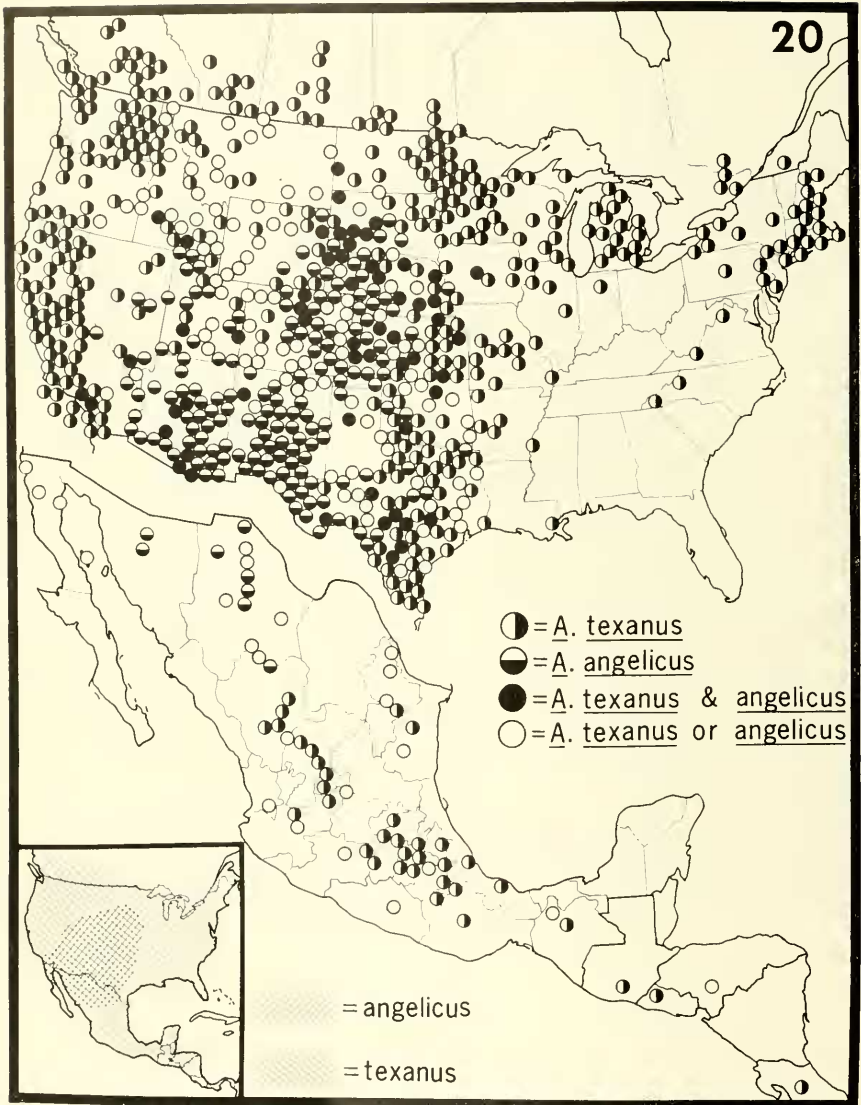 20
= A. texanus
= A. angelicus
= A. texanus & angelicus
= A. texanus or angelicus
= angelicus
= texanus